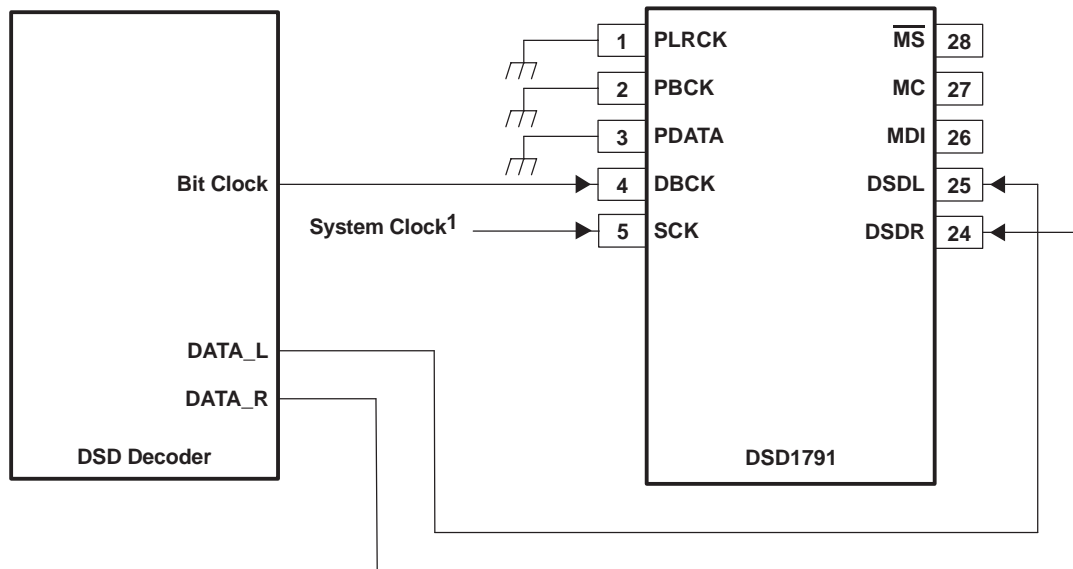 1 PLRCK MS 28
2 PBCK MC 27
3 PDATA MDI 26
Bit Clock 4 DBCK DSDL 25
System Clock1 5 SCK DSDR 24
DATA_L
DATA_R
DSD Decoder DSD1791